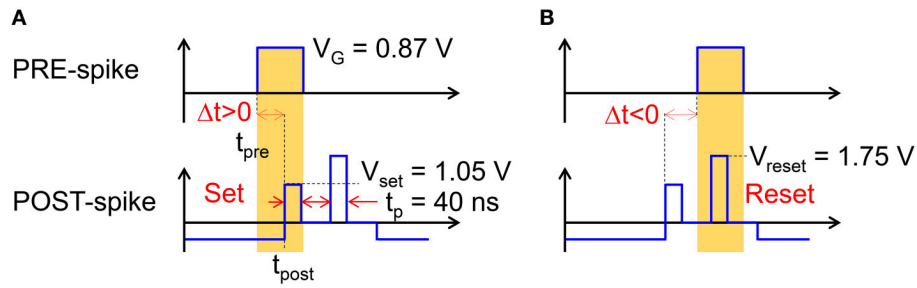 A
B
PRE-spike
V_G = 0.87 V
Δt>0
Δt<0
t_pre
POST-spike
Set
V_set = 1.05 V
t_p = 40 ns
t_post
V_reset = 1.75 V
Reset